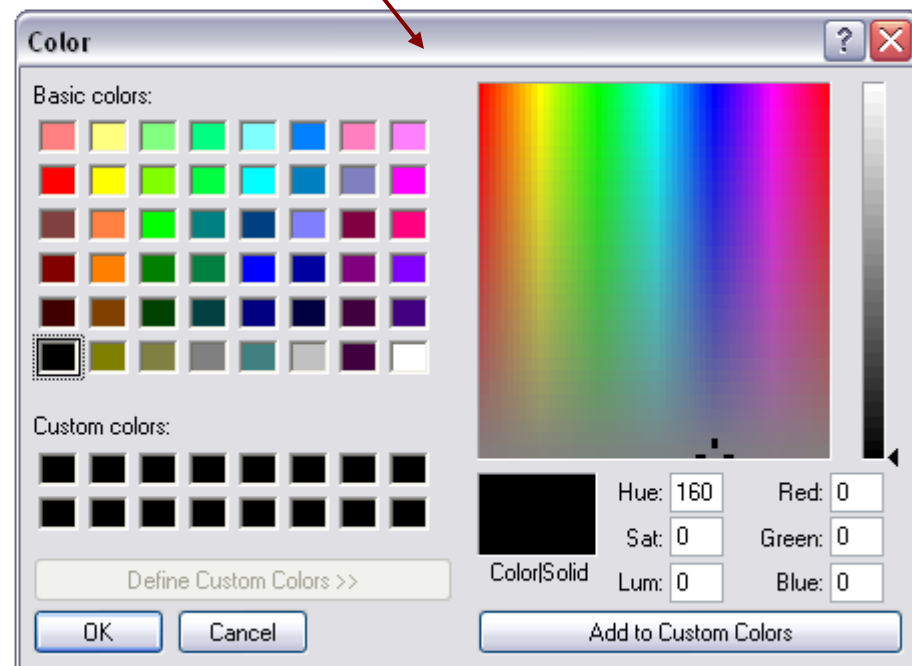 Color
?
Basic colors:
Custom colors:
Define Custom Colors >>
OK Cancel
Color|Solid
Hue: 160 Red: 0
Sat: 0 Green: 0
Lum: 0 Blue: 0
Add to Custom Colors